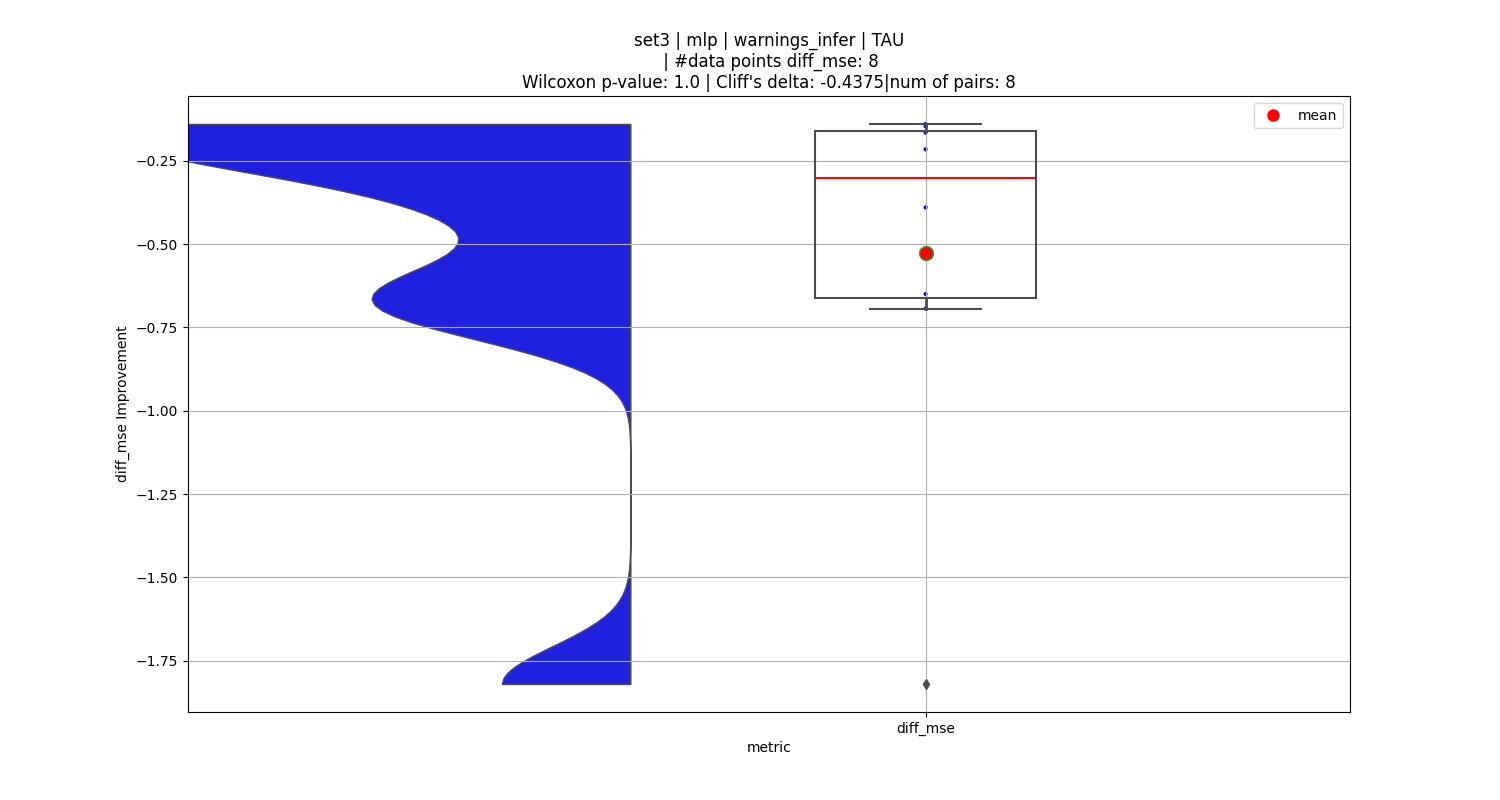 set3 | mlp | warnings_infer | TAU
| #data points diff_mse: 8
Wilcoxon p-value: 1.0 | Cliff's delta: -0.4375|num of pairs: 8
mean
−0.25
−0.50
−0.75
−1.00
−1.25
−1.50
−1.75
diff_mse Improvement
diff_mse
metric